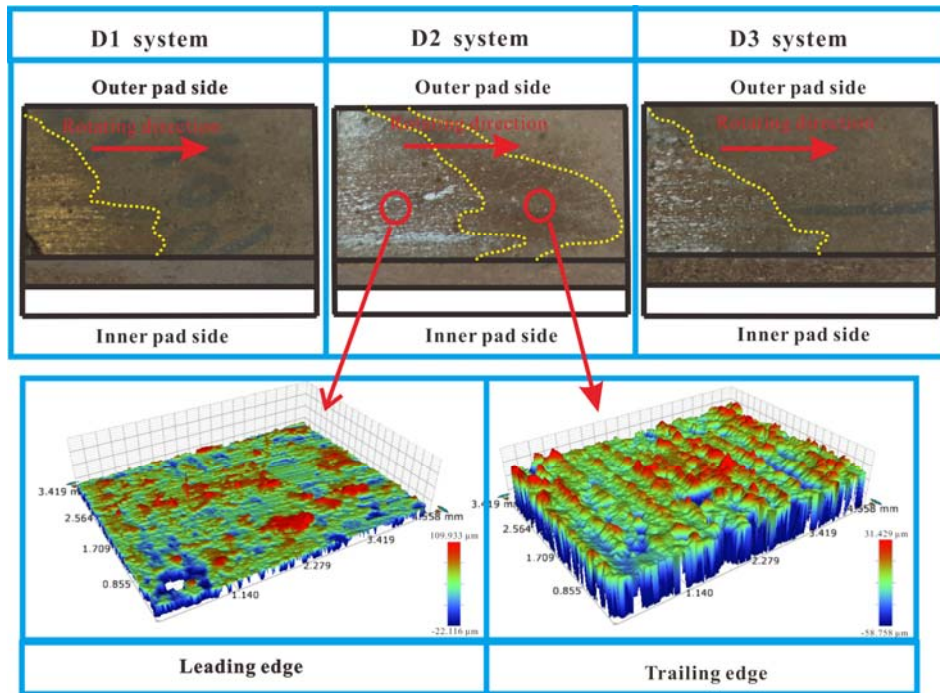 D1 system
D2 system
D3 system
Outer pad side
Outer pad side
Outer pad side
Rotating direction
Rotating direction
Rotating direction
Inner pad side
Inner pad side
Inner pad side
3.419 mm
2.564
1.709
0.855
1.140
2.279
3.419
4.558 mm
109.933 μm
-22.116 μm
3.419 mm
2.564
1.709
0.855
1.140
2.279
3.419
4.558 mm
31.429 μm
-58.758 μm
Leading edge
Trailing edge